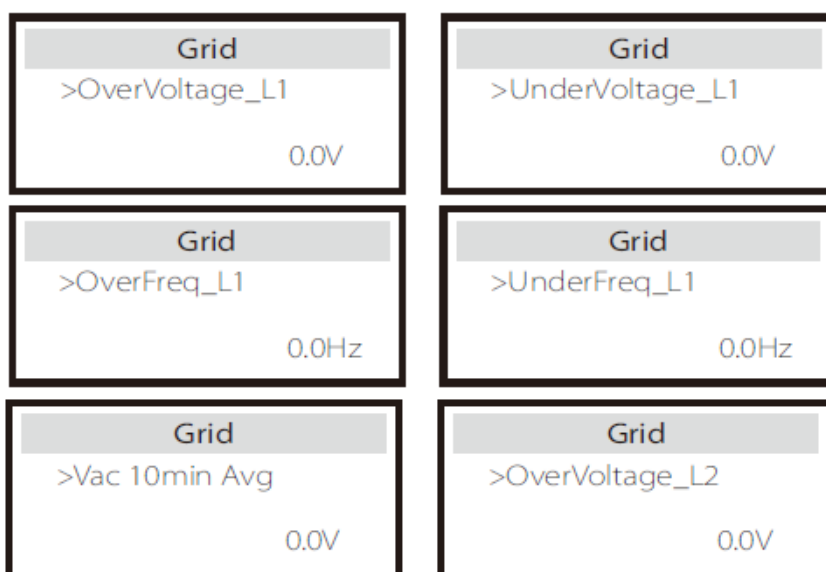 Grid
>OverVoltage_L1
0.0V
Grid
>UnderVoltage_L1
0.0V
Grid
>OverFreq_L1
0.0Hz
Grid
>UnderFreq_L1
0.0Hz
Grid
>Vac 10min Avg
0.0V
Grid
>OverVoltage_L2
0.0V